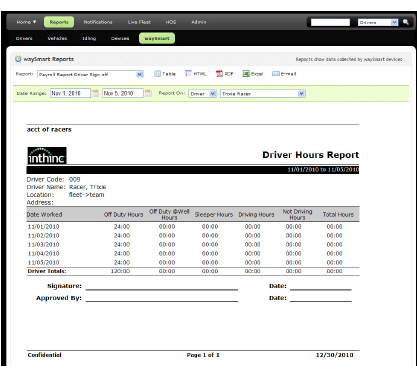 Home ▼ Reports Notifications Live Fleet HOS Admin Drivers
Drivers Vehicles Idling Devices waySmart
waySmart Reports Reports show data collected by waySmart devices
Report: Payroll Report Driver Sign off Table HTML PDF Excel E-mail
Date Range: Nov 1, 2010 Nov 5, 2010 Report On: Driver Trixie Racer
acct of racers
inthinc Driver Hours Report
11/01/2010 to 11/05/2010
Driver Code: 009
Driver Name: Racer, Trixie
Location: fleet->team
Address:
Date Worked Off Duty Hours Off Duty @Well Hours Sleeper Hours Driving Hours Not Driving Hours Total Hours
11/01/2010 24:00 00:00 00:00 00:00 00:00 00:00
11/02/2010 24:00 00:00 00:00 00:00 00:00 00:00
11/03/2010 24:00 00:00 00:00 00:00 00:00 00:00
11/04/2010 24:00 00:00 00:00 00:00 00:00 00:00
11/05/2010 24:00 00:00 00:00 00:00 00:00 00:00
Driver Totals: 120:00 00:00 00:00 00:00 00:00 00:00
Signature: Date:
Approved By: Date:
Confidential Page 1 of 1 12/30/2010